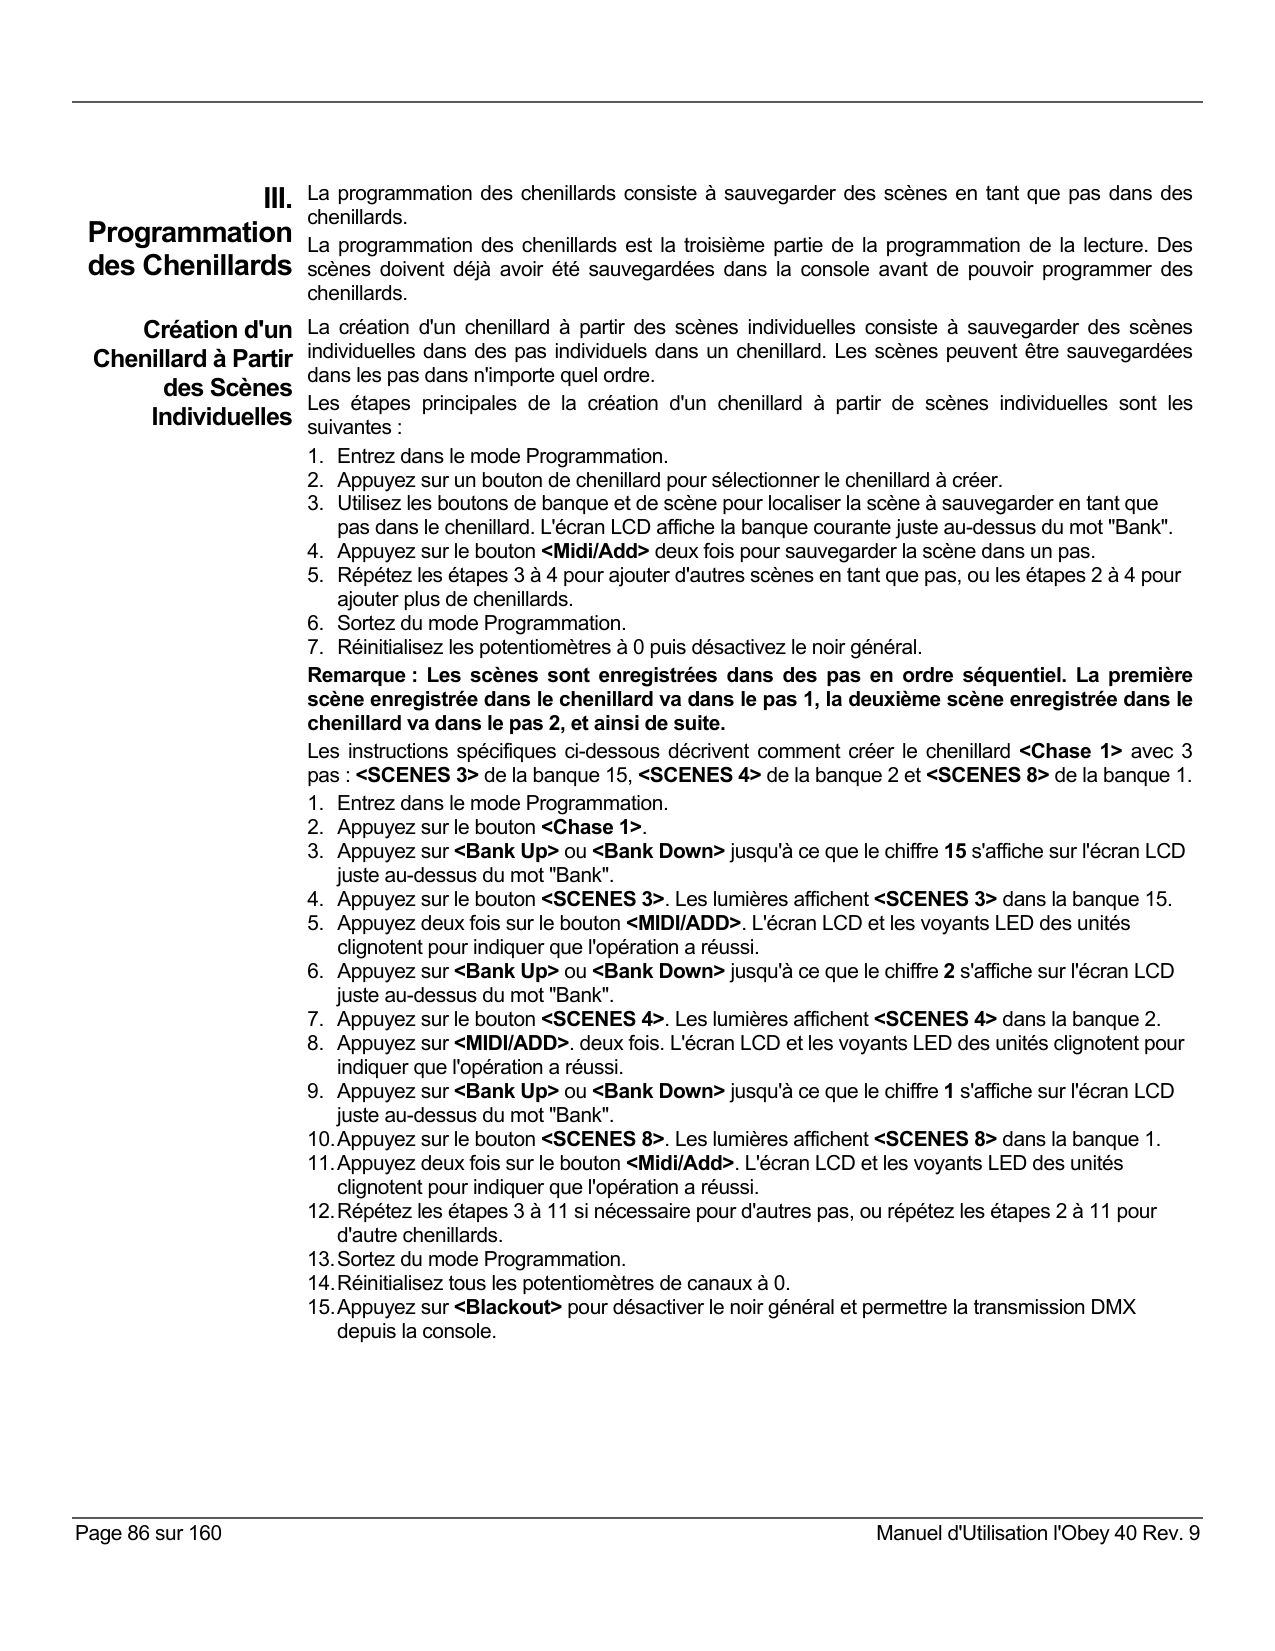 III.
Programmation
des Chenillards
La programmation des chenillards consiste à sauvegarder des scènes en tant que pas dans des
chenillards.
La programmation des chenillards est la troisième partie de la programmation de la lecture. Des
scènes doivent déjà avoir été sauvegardées dans la console avant de pouvoir programmer des
chenillards.
Création d'un
Chenillard à Partir
des Scènes
Individuelles
La création d'un chenillard à partir des scènes individuelles consiste à sauvegarder des scènes
individuelles dans des pas individuels dans un chenillard. Les scènes peuvent être sauvegardées
dans les pas dans n'importe quel ordre.
Les étapes principales de la création d'un chenillard à partir de scènes individuelles sont les
suivantes :
1. Entrez dans le mode Programmation.
2. Appuyez sur un bouton de chenillard pour sélectionner le chenillard à créer.
3. Utilisez les boutons de banque et de scène pour localiser la scène à sauvegarder en tant que
pas dans le chenillard. L'écran LCD affiche la banque courante juste au-dessus du mot "Bank".
4. Appuyez sur le bouton <Midi/Add> deux fois pour sauvegarder la scène dans un pas.
5. Répétez les étapes 3 à 4 pour ajouter d'autres scènes en tant que pas, ou les étapes 2 à 4 pour
ajouter plus de chenillards.
6. Sortez du mode Programmation.
7. Réinitialisez les potentiomètres à 0 puis désactivez le noir général.
Remarque : Les scènes sont enregistrées dans des pas en ordre séquentiel. La première
scène enregistrée dans le chenillard va dans le pas 1, la deuxième scène enregistrée dans le
chenillard va dans le pas 2, et ainsi de suite.
Les instructions spécifiques ci-dessous décrivent comment créer le chenillard <Chase 1> avec 3
pas : <SCENES 3> de la banque 15, <SCENES 4> de la banque 2 et <SCENES 8> de la banque 1.
1. Entrez dans le mode Programmation.
2. Appuyez sur le bouton <Chase 1>.
3. Appuyez sur <Bank Up> ou <Bank Down> jusqu'à ce que le chiffre 15 s'affiche sur l'écran LCD
juste au-dessus du mot "Bank".
4. Appuyez sur le bouton <SCENES 3>. Les lumières affichent <SCENES 3> dans la banque 15.
5. Appuyez deux fois sur le bouton <MIDI/ADD>. L'écran LCD et les voyants LED des unités
clignotent pour indiquer que l'opération a réussi.
6. Appuyez sur <Bank Up> ou <Bank Down> jusqu'à ce que le chiffre 2 s'affiche sur l'écran LCD
juste au-dessus du mot "Bank".
7. Appuyez sur le bouton <SCENES 4>. Les lumières affichent <SCENES 4> dans la banque 2.
8. Appuyez sur <MIDI/ADD>. deux fois. L'écran LCD et les voyants LED des unités clignotent pour
indiquer que l'opération a réussi.
9. Appuyez sur <Bank Up> ou <Bank Down> jusqu'à ce que le chiffre 1 s'affiche sur l'écran LCD
juste au-dessus du mot "Bank".
10.Appuyez sur le bouton <SCENES 8>. Les lumières affichent <SCENES 8> dans la banque 1.
11.Appuyez deux fois sur le bouton <Midi/Add>. L'écran LCD et les voyants LED des unités
clignotent pour indiquer que l'opération a réussi.
12.Répétez les étapes 3 à 11 si nécessaire pour d'autres pas, ou répétez les étapes 2 à 11 pour
d'autre chenillards.
13.Sortez du mode Programmation.
14.Réinitialisez tous les potentiomètres de canaux à 0.
15.Appuyez sur <Blackout> pour désactiver le noir général et permettre la transmission DMX
depuis la console.
Page 86 sur 160
Manuel d'Utilisation l'Obey 40 Rev. 9